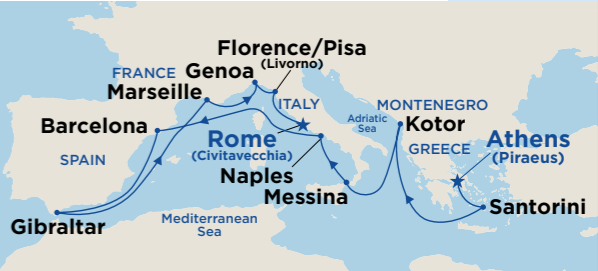 Florence/Pisa
(Livorno)
FRANCE Genoa
Marseille
ITALY
MONTENEGRO
Barcelona
Rome
(Civitavecchia)
Adriatic
Sea
Kotor
Athens
(Piraeus)
GREECE
SPAIN
Naples
Messina
Santorini
Gibraltar
Mediterranean
Sea